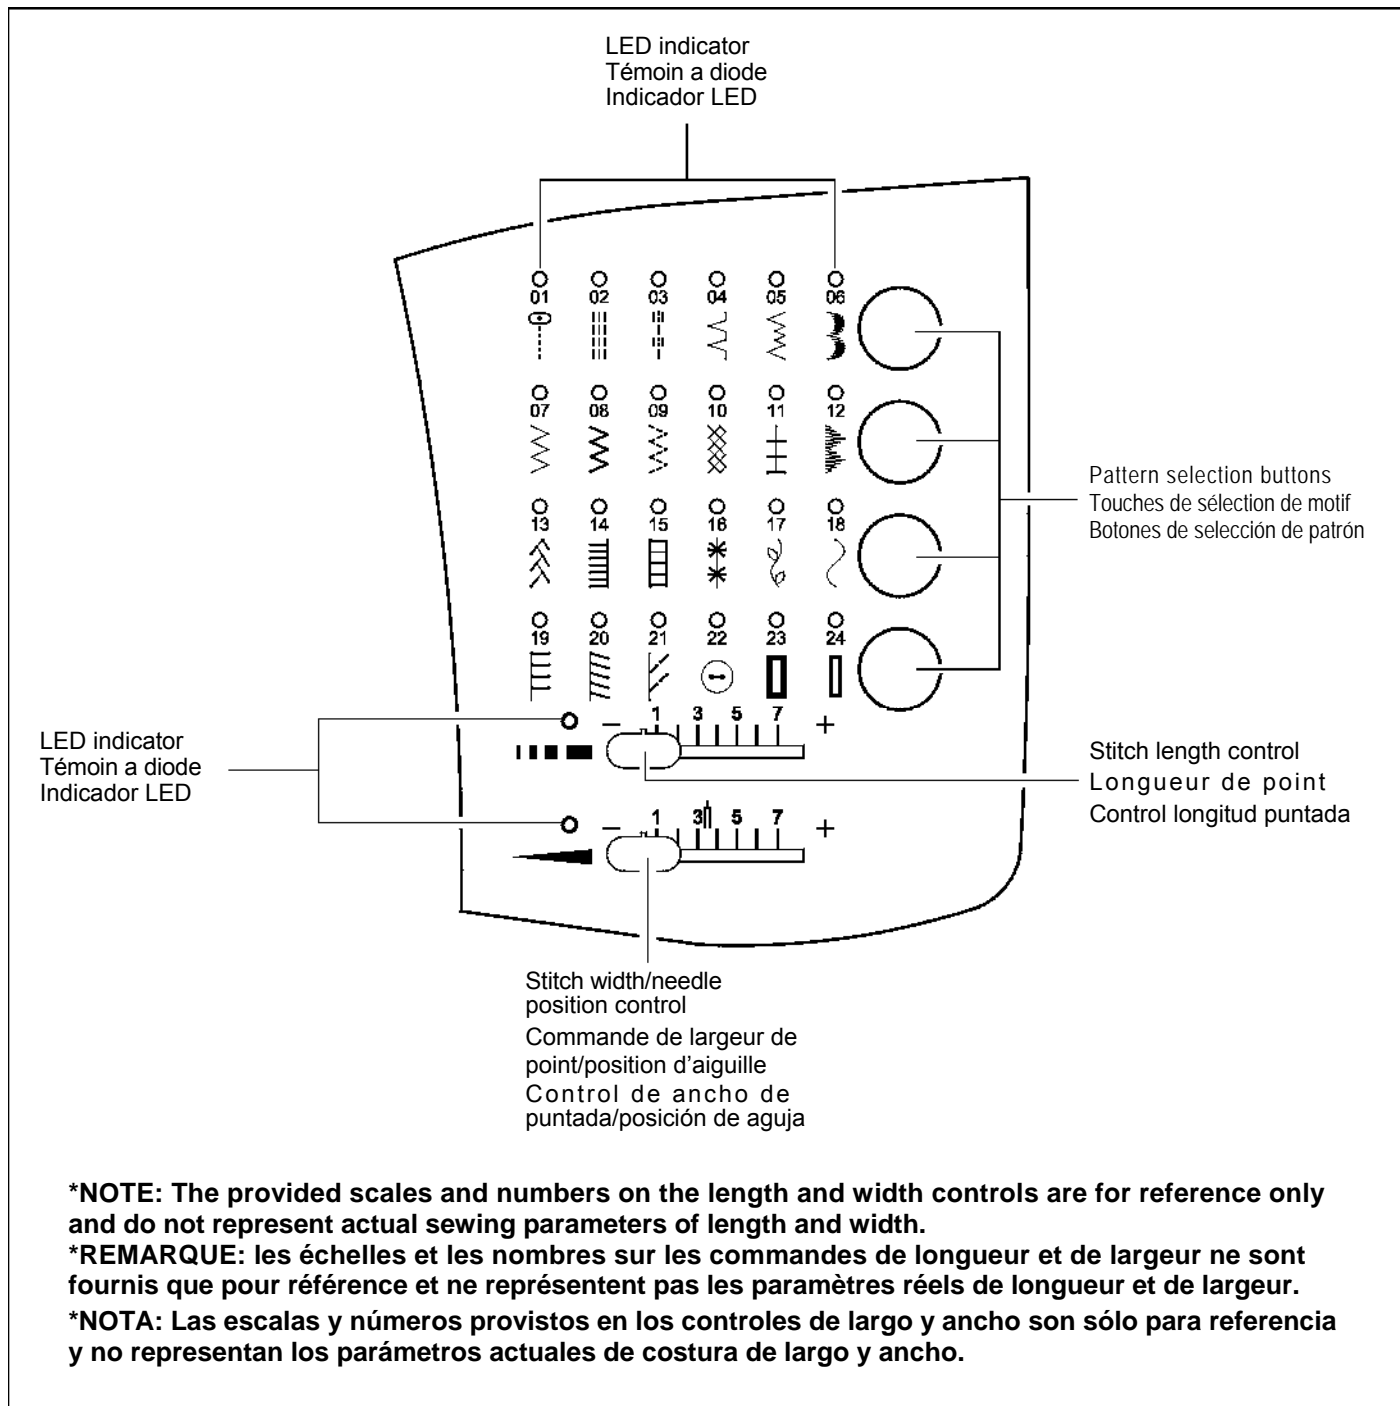 LED indicator
Témoin a diode
Indicador LED
01 02 03 04 05 06
07 08 09 10 11 12
Pattern selection buttons
Touches de sélection de motif
Botones de selección de patrón
13 14 15 16 17 18
19 20 21 22 23 24
LED indicator
Témoin a diode
Indicador LED
– 1 3 5 7 +
Stitch length control
Longueur de point
Control longitud puntada
– 1 3 5 7 +
Stitch width/needle
position control
Commande de largeur de
point/position d’aiguille
Control de ancho de
puntada/posición de aguja
*NOTE: The provided scales and numbers on the length and width controls are for reference only
and do not represent actual sewing parameters of length and width.
*REMARQUE: les échelles et les nombres sur les commandes de longueur et de largeur ne sont
fournis que pour référence et ne représentent pas les paramètres réels de longueur et de largeur.
*NOTA: Las escalas y números provistos en los controles de largo y ancho son sólo para referencia
y no representan los parámetros actuales de costura de largo y ancho.